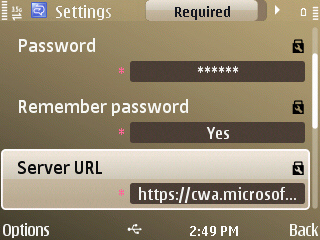 Settings Required
Password
* ******
Remember password
* Yes
Server URL
* https://cwa.microsof...
Options 2:49 PM Back